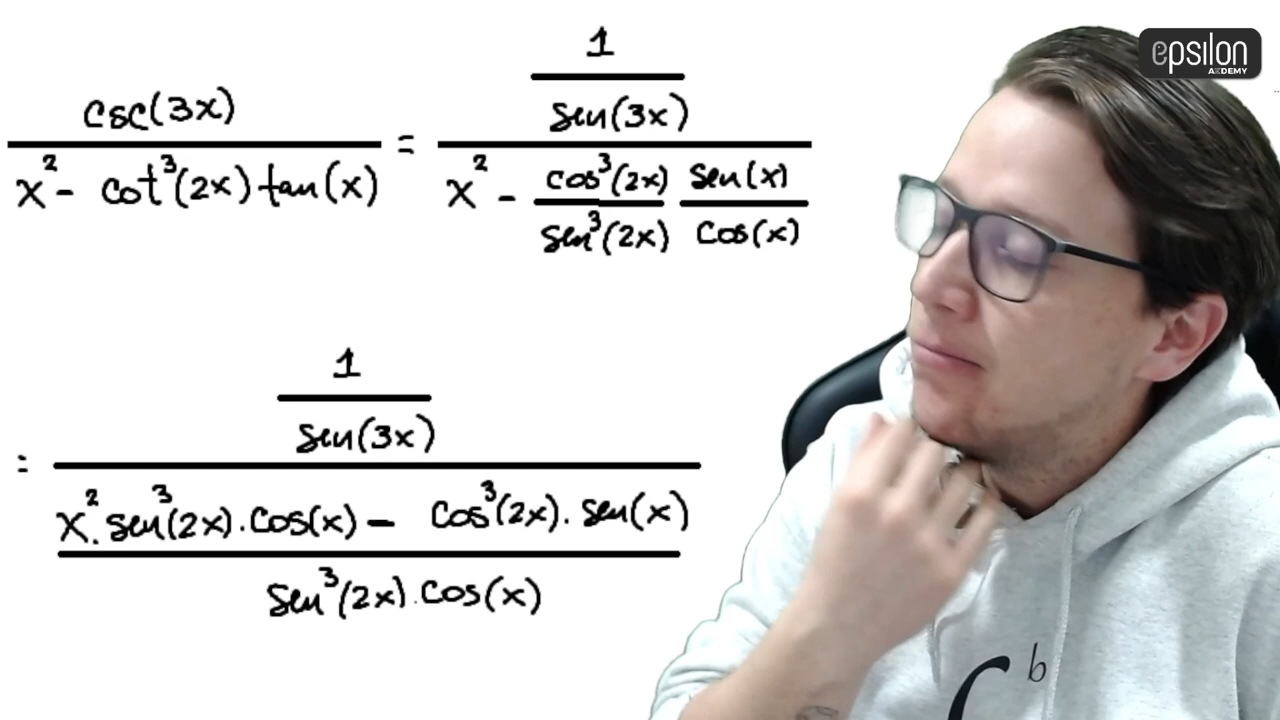 epsilon
AXDEMY
csc(3x) / (x² - cot³(2x) tan(x)) = (1 / sen(3x)) / (x² - (cos³(2x) / sen³(2x)) (sen(x) / cos(x)))
= (1 / sen(3x)) / ((x² . sen³(2x) . cos(x) - cos³(2x) . sen(x)) / (sen³(2x) . cos(x)))
b